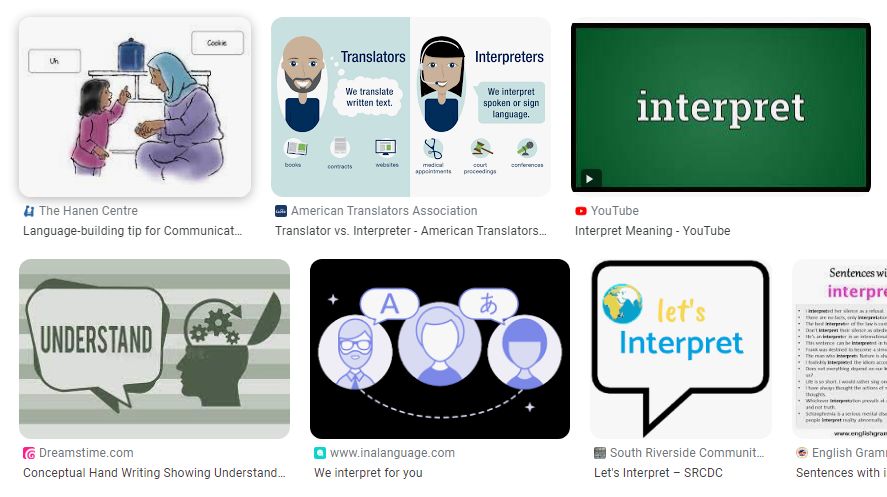 Uh
Cookie
The Hanen Centre
Language-building tip for Communicat...
Translators
We translate
written text.
books
contracts
websites
Interpreters
We interpret
spoken or sign
language.
medical
appointments
court
proceedings
conferences
American Translators Association
Translator vs. Interpreter - American Translators...
interpret
YouTube
Interpret Meaning - YouTube
UNDERSTAND
Dreamstime.com
Conceptual Hand Writing Showing Understand...
A
あ
www.inalanguage.com
We interpret for you
let's
Interpret
South Riverside Communit...
Let's Interpret – SRCDC
Sentences wi
interpre
www.englishgram
English Gramm
Sentences with i